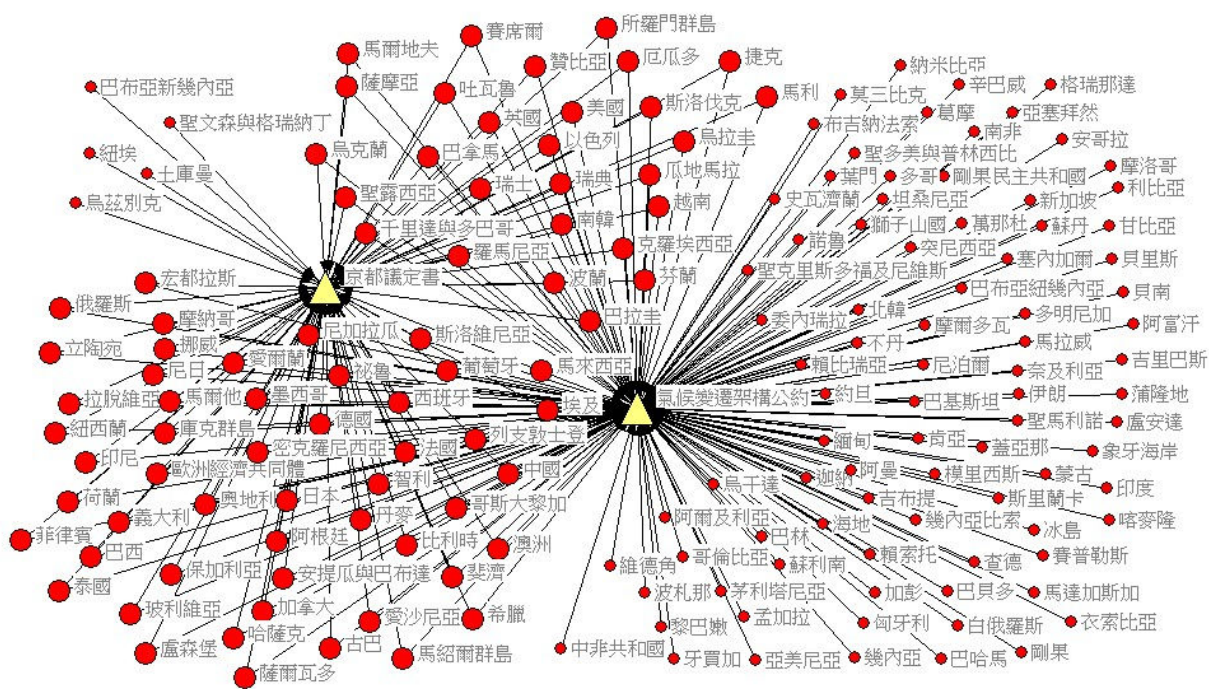 所羅門群島
賽席爾
馬爾地夫
贊比亞
厄瓜多
捷克
納米比亞
巴布亞新幾內亞
薩摩亞
吐瓦魯
莫三比克
辛巴威
格瑞那達
美國
斯洛伐克
馬利
葛摩
亞塞拜然
聖文森與格瑞納丁
英國
布吉納法索
南非
安哥拉
紐埃
烏克蘭
巴拿馬
以色列
烏拉圭
聖多美與普林西比
摩洛哥
土庫曼
瑞士
瑞典
瓜地馬拉
葉門
多哥
剛果民主共和國
利比亞
烏茲別克
聖露西亞
越南
史瓦濟蘭
坦桑尼亞
新加坡
千里達與多巴哥
南韓
獅子山國
萬那杜
蘇丹
甘比亞
羅馬尼亞
克羅埃西亞
諾魯
突尼西亞
塞內加爾
貝里斯
京都議定書
波蘭
芬蘭
聖克里斯多福及尼維斯
宏都拉斯
巴布亞紐幾內亞
貝南
俄羅斯
摩納哥
尼加拉瓜
斯洛維尼亞
巴拉圭
委內瑞拉
北韓
摩爾多瓦
多明尼加
阿富汗
立陶宛
挪威
愛爾蘭
葡萄牙
馬來西亞
不丹
馬拉威
尼日
祕魯
賴比瑞亞
尼泊爾
奈及利亞
吉里巴斯
拉脫維亞
馬爾他
墨西哥
西班牙
埃及
氣候變遷架構公約
約旦
巴基斯坦
伊朗
蒲隆地
紐西蘭
庫克群島
德國
列支敦士登
聖馬利諾
盧安達
印尼
密克羅尼西亞
法國
緬甸
肯亞
蓋亞那
象牙海岸
歐洲經濟共同體
智利
中國
烏干達
迦納
阿曼
模里西斯
蒙古
印度
荷蘭
奧地利
日本
吉布提
斯里蘭卡
義大利
丹麥
哥斯大黎加
阿爾及利亞
海地
幾內亞比索
冰島
喀麥隆
菲律賓
巴西
阿根廷
比利時
澳洲
巴林
哥倫比亞
賴索托
查德
賽普勒斯
泰國
保加利亞
安提瓜與巴布達
斐濟
維德角
蘇利南
波札那
茅利塔尼亞
加彭
巴貝多
馬達加斯加
玻利維亞
加拿大
愛沙尼亞
希臘
孟加拉
黎巴嫩
匈牙利
白俄羅斯
衣索比亞
盧森堡
哈薩克
古巴
馬紹爾群島
中非共和國
牙買加
亞美尼亞
幾內亞
巴哈馬
剛果
薩爾瓦多